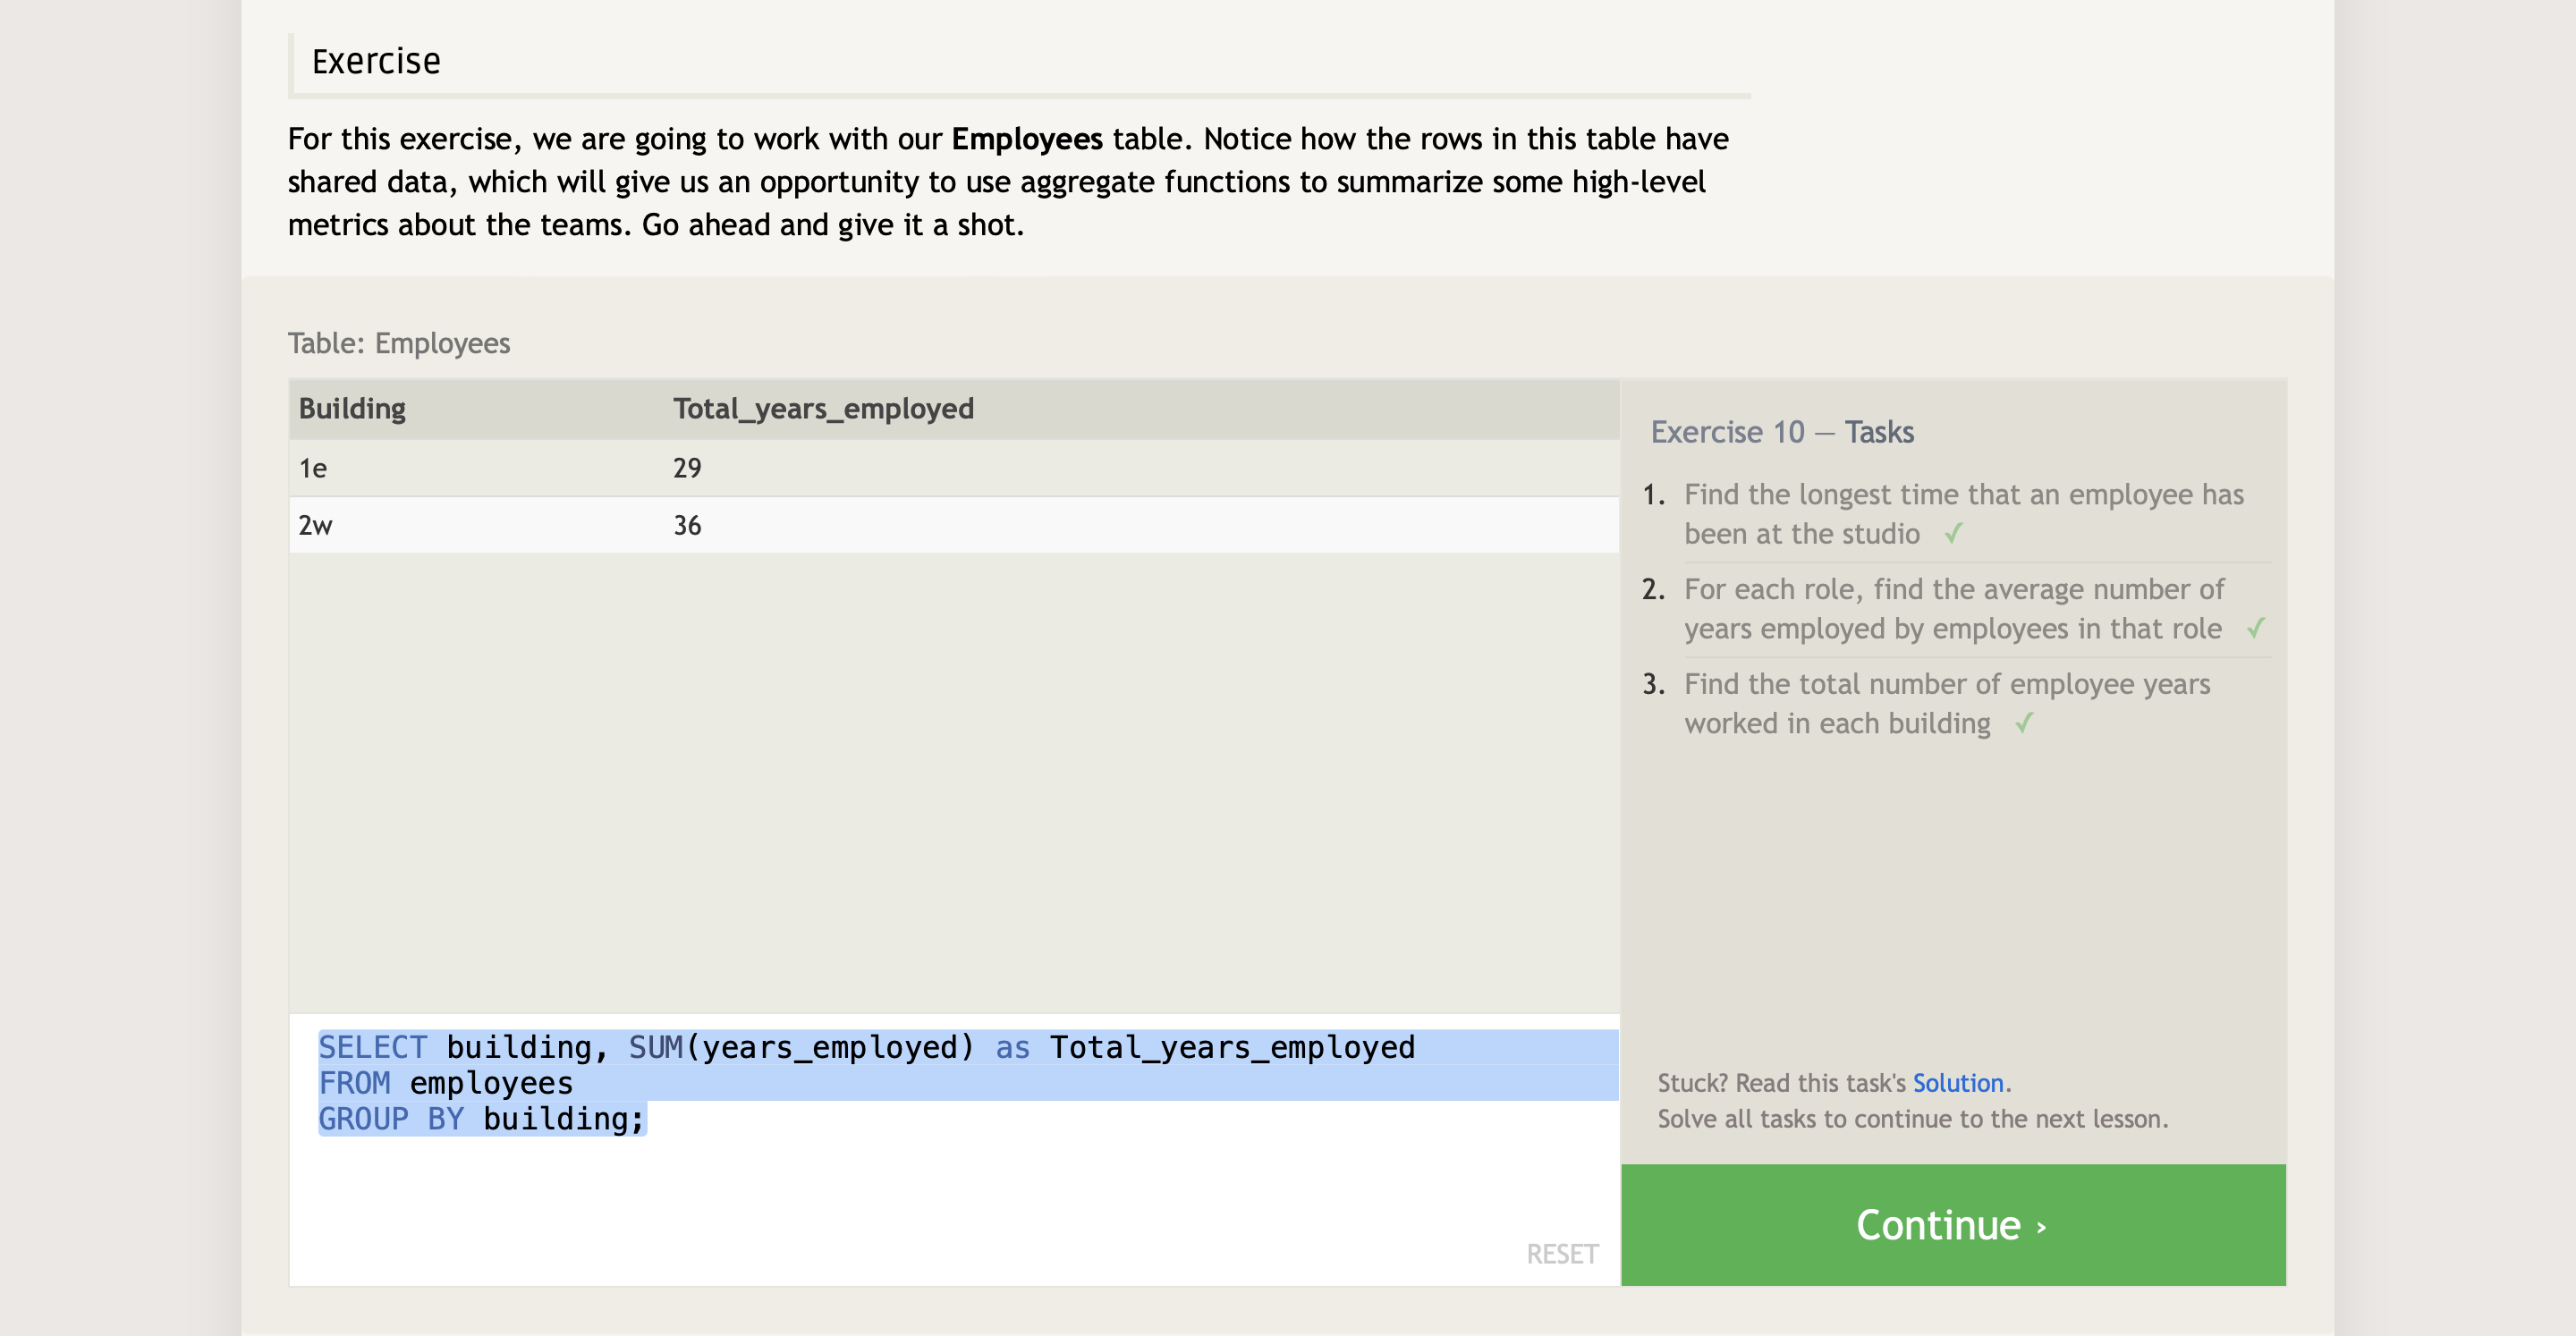 Exercise
For this exercise, we are going to work with our Employees table. Notice how the rows in this table have
shared data, which will give us an opportunity to use aggregate functions to summarize some high-level
metrics about the teams. Go ahead and give it a shot.
Table: Employees
Building Total_years_employed
1e 29
2w 36
SELECT building, SUM(years_employed) as Total_years_employed
FROM employees
GROUP BY building;
RESET
Exercise 10 — Tasks
1. Find the longest time that an employee has
been at the studio ✓
2. For each role, find the average number of
years employed by employees in that role ✓
3. Find the total number of employee years
worked in each building ✓
Stuck? Read this task's Solution.
Solve all tasks to continue to the next lesson.
Continue ›